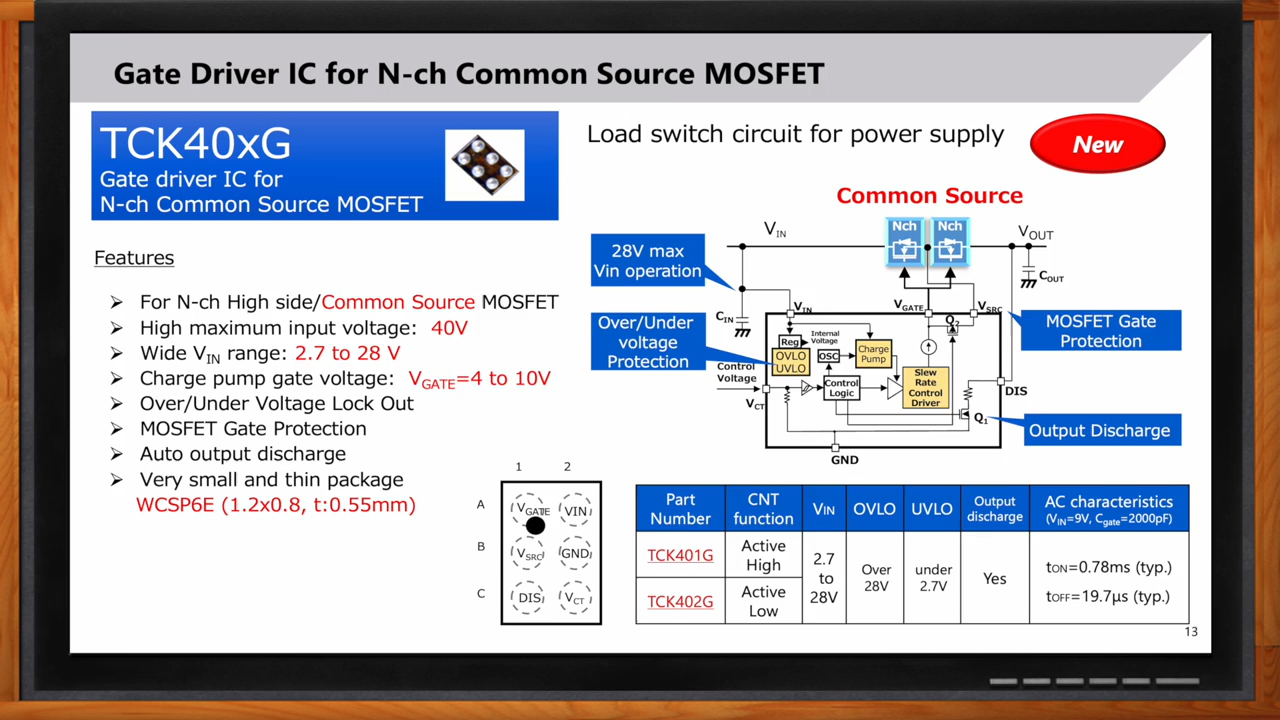 Gate Driver IC for N-ch Common Source MOSFET
TCK40xG
Gate driver IC for
N-ch Common Source MOSFET
Features
➢ For N-ch High side/Common Source MOSFET
➢ High maximum input voltage: 40V
➢ Wide VIN range: 2.7 to 28 V
➢ Charge pump gate voltage: VGATE=4 to 10V
➢ Over/Under Voltage Lock Out
➢ MOSFET Gate Protection
➢ Auto output discharge
➢ Very small and thin package
WCSP6E (1.2x0.8, t:0.55mm)
1 2
A VGATE VIN
B VSRC GND
C DIS VCT
Load switch circuit for power supply
New
Common Source
VIN
Nch Nch
VOUT
28V max
Vin operation
COUT
CIN
VIN
VGATE
VSRC
Over/Under
voltage
Protection
MOSFET Gate
Protection
Q2
Reg
Internal
Voltage
OVLO
UVLO
OSC
Charge
Pump
Control
Voltage
VCT
Control
Logic
Slew
Rate
Control
Driver
DIS
Q1
Output Discharge
GND
Part
Number
CNT
function
VIN
OVLO
UVLO
Output
discharge
AC characteristics
(VIN=9V, Cgate=2000pF)
TCK401G
Active
High
2.7
to
28V
Over
28V
under
2.7V
Yes
tON=0.78ms (typ.)
tOFF=19.7μs (typ.)
TCK402G
Active
Low
13